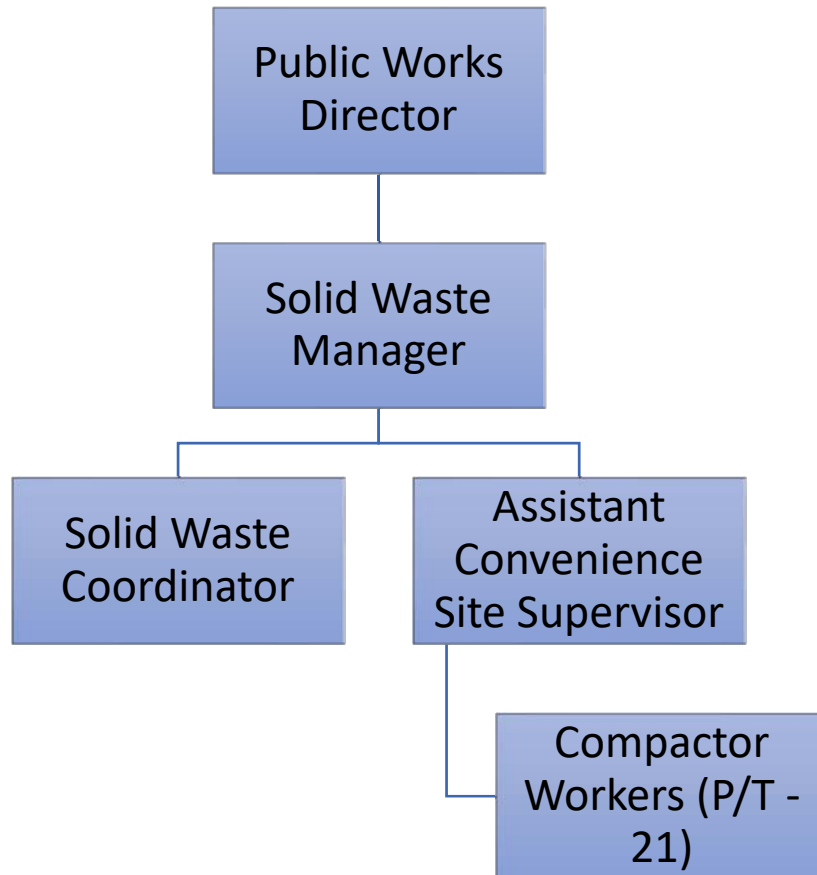 Public Works
Director
Solid Waste
Manager
Solid Waste
Coordinator
Assistant
Convenience
Site Supervisor
Compactor
Workers (P/T -
21)